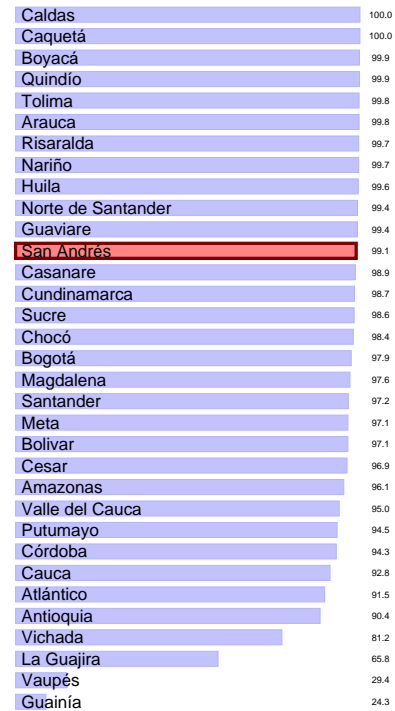 Caldas 100.0
Caquetá 100.0
Boyacá 99.9
Quindío 99.9
Tolima 99.8
Arauca 99.8
Risaralda 99.7
Nariño 99.7
Huila 99.6
Norte de Santander 99.4
Guaviare 99.4
San Andrés 99.1
Casanare 98.9
Cundinamarca 98.7
Sucre 98.6
Chocó 98.4
Bogotá 97.9
Magdalena 97.6
Santander 97.2
Meta 97.1
Bolivar 97.1
Cesar 96.9
Amazonas 96.1
Valle del Cauca 95.0
Putumayo 94.5
Córdoba 94.3
Cauca 92.8
Atlántico 91.5
Antioquia 90.4
Vichada 81.2
La Guajira 65.8
Vaupés 29.4
Guainía 24.3